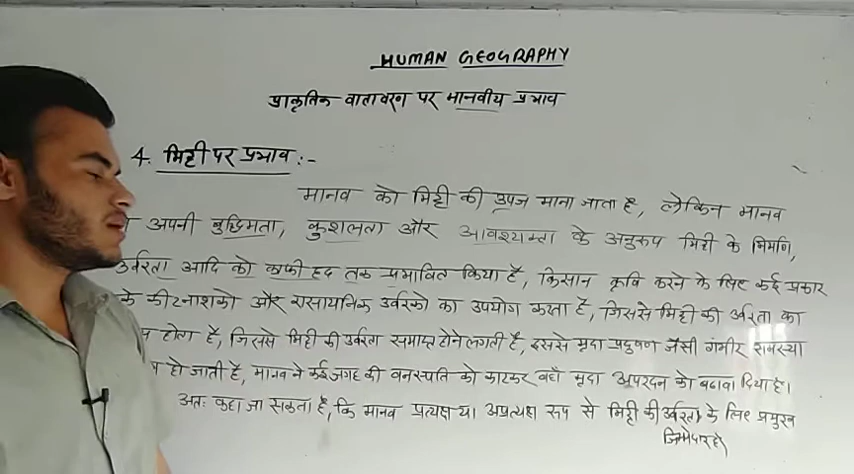 HUMAN GEOGRAPHY
प्राकृतिक वातावरण पर मानवीय प्रभाव
4. मिट्टी पर प्रभाव :-
मानव को मिट्टी की उपज माना जाता है, लेकिन मानव
अपनी बुद्धिमता, कुशलता और आवश्यकता के अनुरूप मिट्टी के निर्माण,
उर्वरता आदि को काफी हद तक प्रभावित किया है, किसान कृषि करने के लिए कई प्रकार
के कीटनाशको और रासायनिक उर्वरको का उपयोग करता है, जिससे मिट्टी की उर्वरता का
होता है, जिससे मिट्टी की उर्वरता समाप्त होने लगती है, इससे मृदा प्रदुषण जैसी गंभीर समस्या
हो जाती है, मानव ने कई जगह की वनस्पति को काटकर वहाँ मृदा अपरदन को बढावा दिया है।
अतः कहा जा सकता है, कि मानव प्रत्यक्ष या अप्रत्यक्ष रूप से मिट्टी की उर्वरता के लिए प्रमुख
जिम्मेदार है।